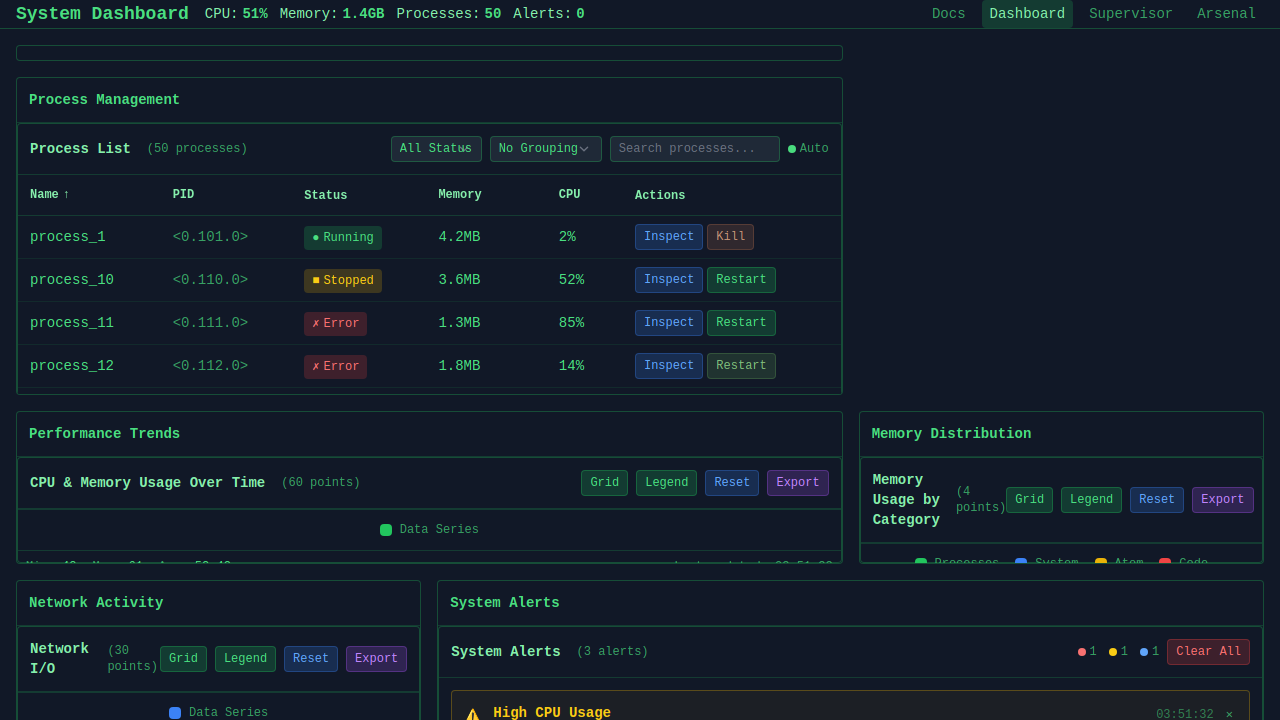 System Dashboard CPU: 51% Memory: 1.4GB Processes: 50 Alerts: 0 Docs Dashboard Supervisor Arsenal
Process Management
Process List (50 processes) All Status No Grouping Search processes... ● Auto
Name ↑ PID Status Memory CPU Actions
process_1 <0.101.0> ● Running 4.2MB 2% Inspect Kill
process_10 <0.110.0> ■ Stopped 3.6MB 52% Inspect Restart
process_11 <0.111.0> ✗ Error 1.3MB 85% Inspect Restart
process_12 <0.112.0> ✗ Error 1.8MB 14% Inspect Restart
Performance Trends
CPU & Memory Usage Over Time (60 points) Grid Legend Reset Export
Data Series
Memory Distribution
Memory
Usage by
Category
(4
points)
Grid Legend Reset Export
Processes System Atom Code
Network Activity
Network
I/O
(30
points)
Grid Legend Reset Export
Data Series
System Alerts
System Alerts (3 alerts) 1 1 1 Clear All
⚠ High CPU Usage 03:51:32 ×